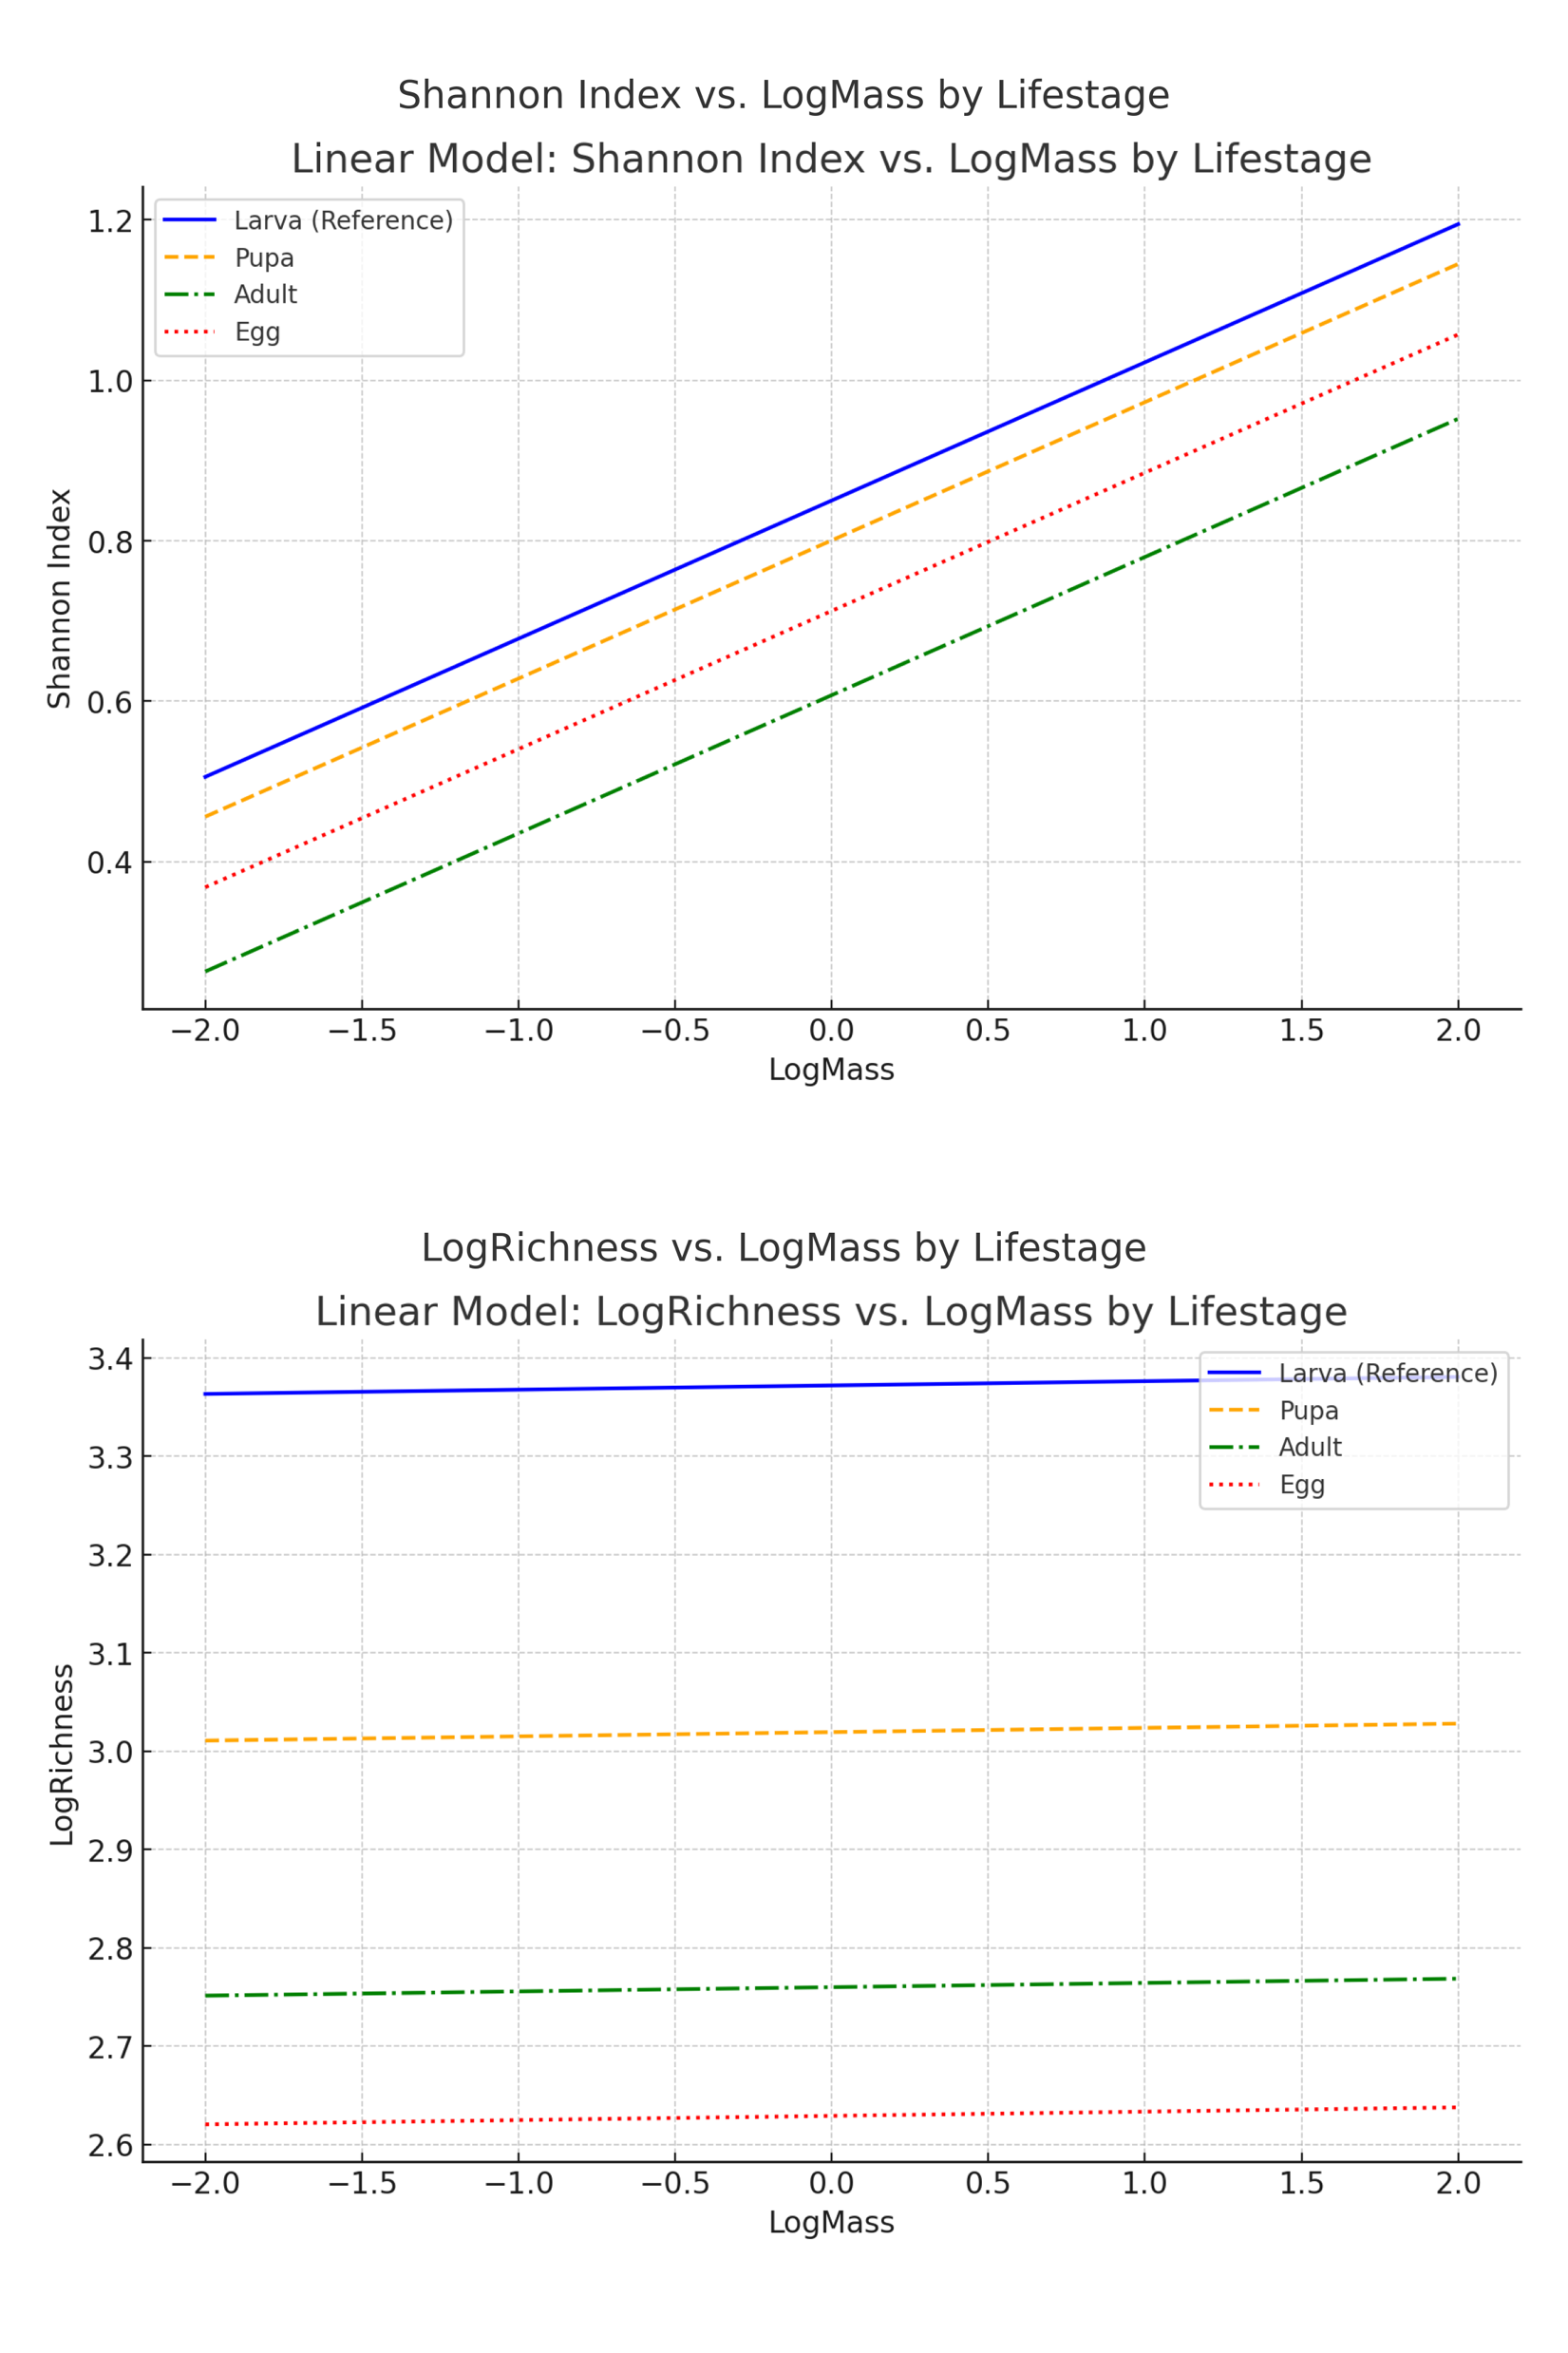 Shannon Index vs. LogMass by Lifestage
Linear Model: Shannon Index vs. LogMass by Lifestage
Larva (Reference)
Pupa
Adult
Egg
Shannon Index
1.2
1.0
0.8
0.6
0.4
−2.0 −1.5 −1.0 −0.5 0.0 0.5 1.0 1.5 2.0
LogMass
LogRichness vs. LogMass by Lifestage
Linear Model: LogRichness vs. LogMass by Lifestage
Larva (Reference)
Pupa
Adult
Egg
LogRichness
3.4
3.3
3.2
3.1
3.0
2.9
2.8
2.7
2.6
−2.0 −1.5 −1.0 −0.5 0.0 0.5 1.0 1.5 2.0
LogMass